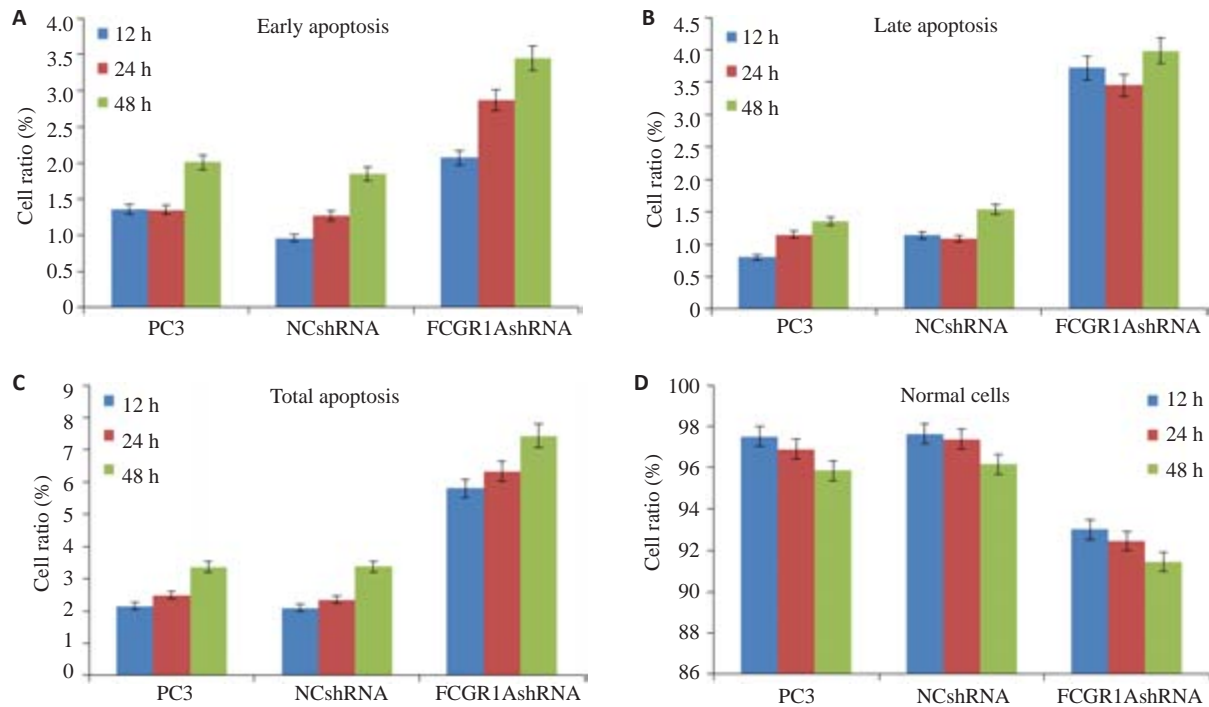 A
Early apoptosis
12 h
24 h
48 h
Cell ratio (%)
4.0
3.5
3.0
2.5
2.0
1.5
1.0
0.5
0
PC3
NCshRNA
FCGR1AshRNA
B
Late apoptosis
12 h
24 h
48 h
Cell ratio (%)
4.5
4.0
3.5
3.0
2.5
2.0
1.5
1.0
0.5
0
PC3
NCshRNA
FCGR1AshRNA
C
Total apoptosis
12 h
24 h
48 h
Cell ratio (%)
9
8
7
6
5
4
3
2
1
0
PC3
NCshRNA
FCGR1AshRNA
D
Normal cells
12 h
24 h
48 h
Cell ratio (%)
100
98
96
94
92
90
88
86
PC3
NCshRNA
FCGR1AshRNA